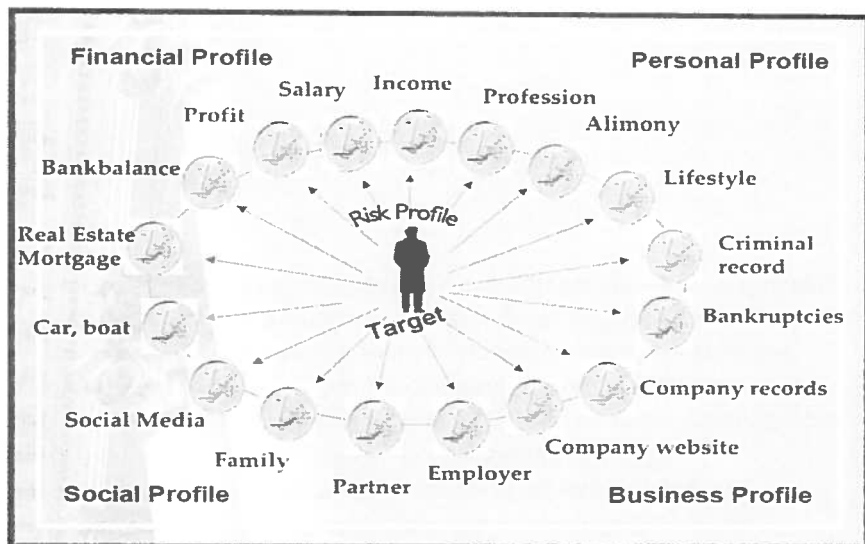 Financial Profile
Personal Profile
Income
Salary
Profession
Profit
Alimony
Bankbalance
Lifestyle
Risk Profile
Real Estate
Mortgage
Criminal
record
Car, boat
Target
Bankruptcies
Social Media
Company records
Family
Partner
Employer
Company website
Social Profile
Business Profile